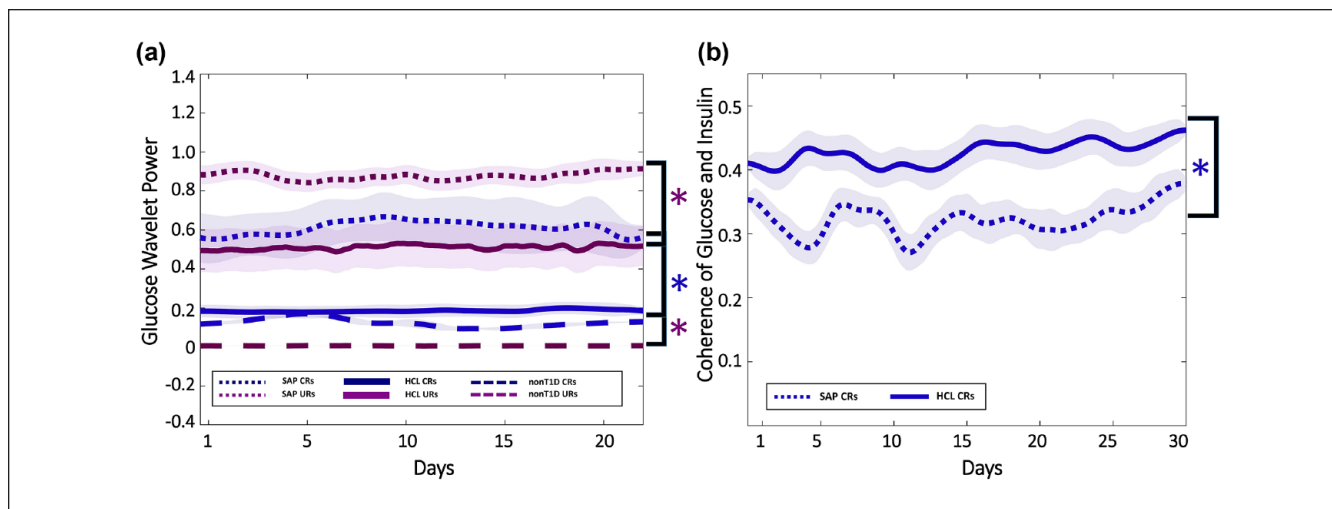 (a)
Glucose Wavelet Power
1.4
1.2
1.0
0.8
0.6
0.4
0.2
0
-0.2
-0.4
*
*
*
SAP CRs
HCL CRs
nonT1D CRs
SAP URs
HCL URs
nonT1D URs
1
5
10
15
20
Days
(b)
Coherence of Glucose and Insulin
0.5
0.4
0.3
0.2
0.1
*
SAP CRs
HCL CRs
1
5
10
15
20
25
30
Days